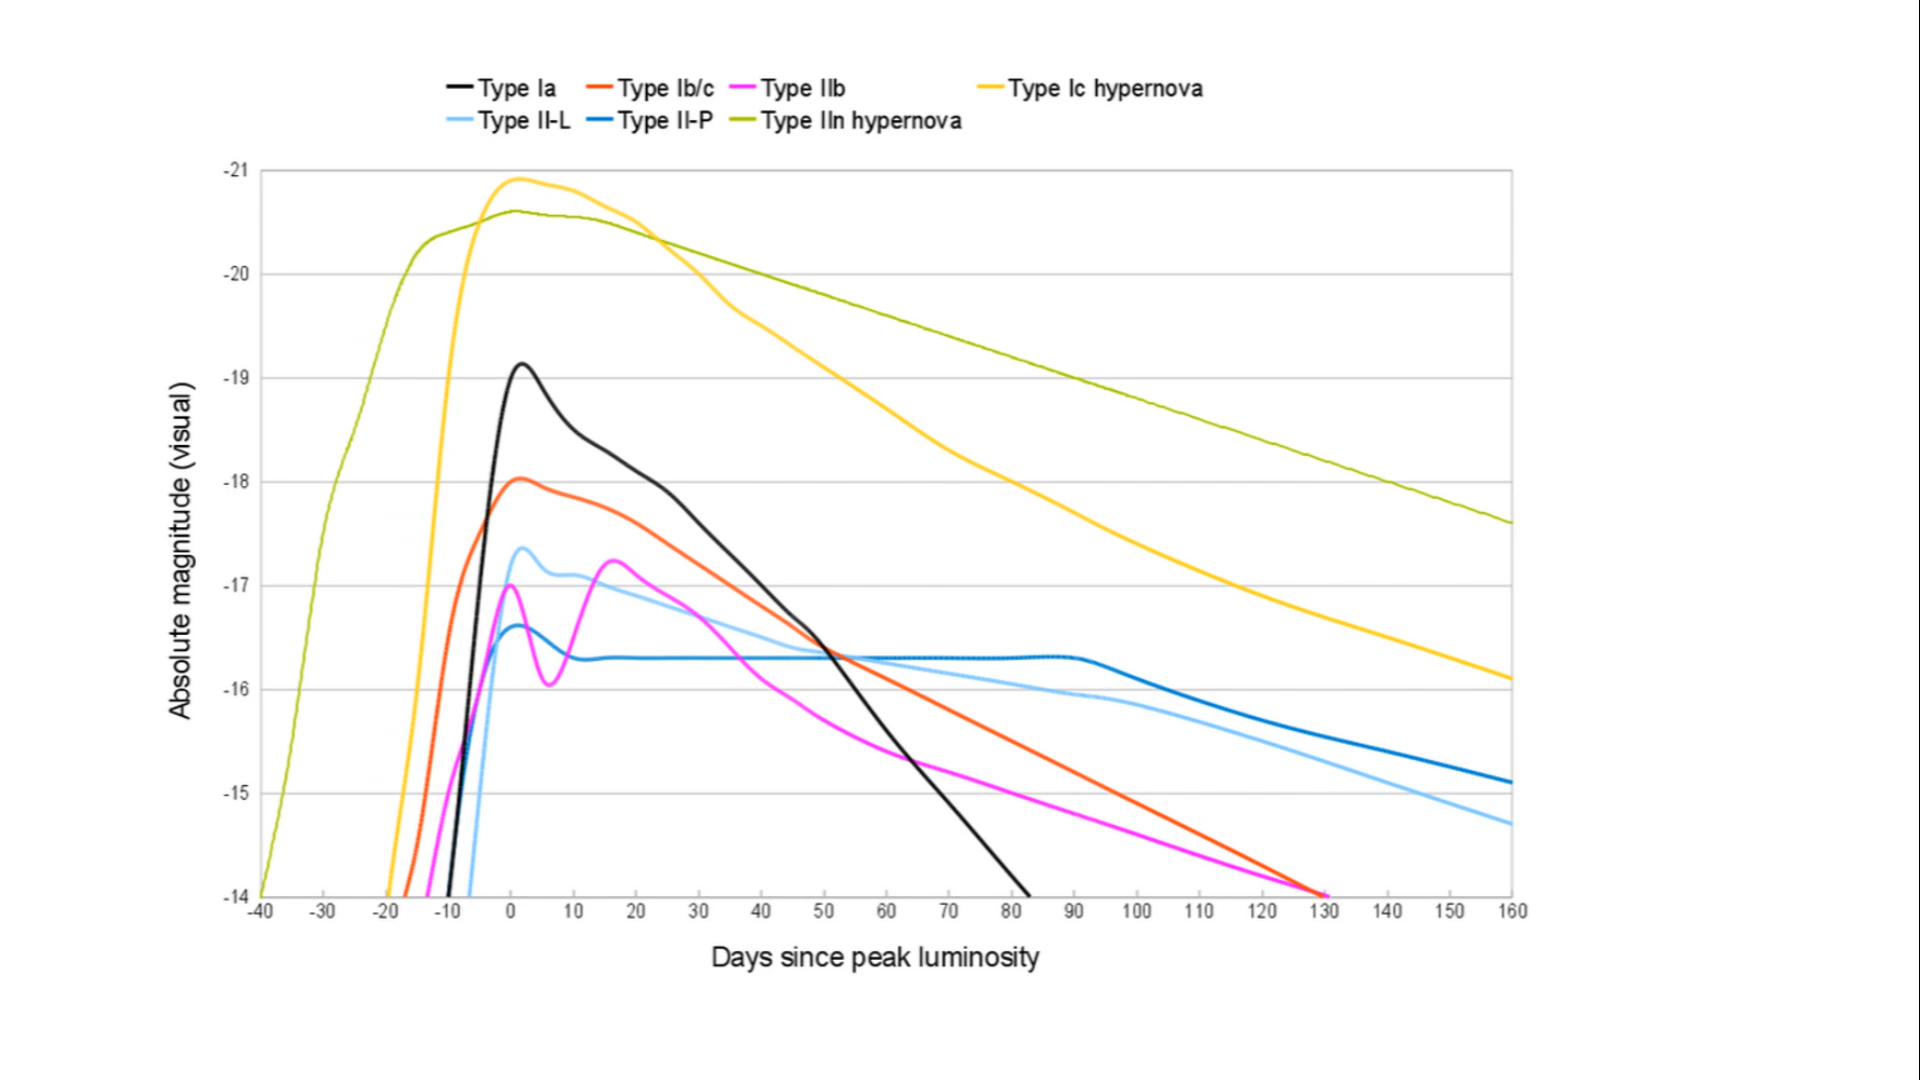 Type Ia Type Ib/c Type IIb Type Ic hypernova
Type II-L Type II-P Type IIn hypernova
-21
-20
-19
-18
-17
-16
-15
-14
Absolute magnitude (visual)
-40 -30 -20 -10 0 10 20 30 40 50 60 70 80 90 100 110 120 130 140 150 160
Days since peak luminosity